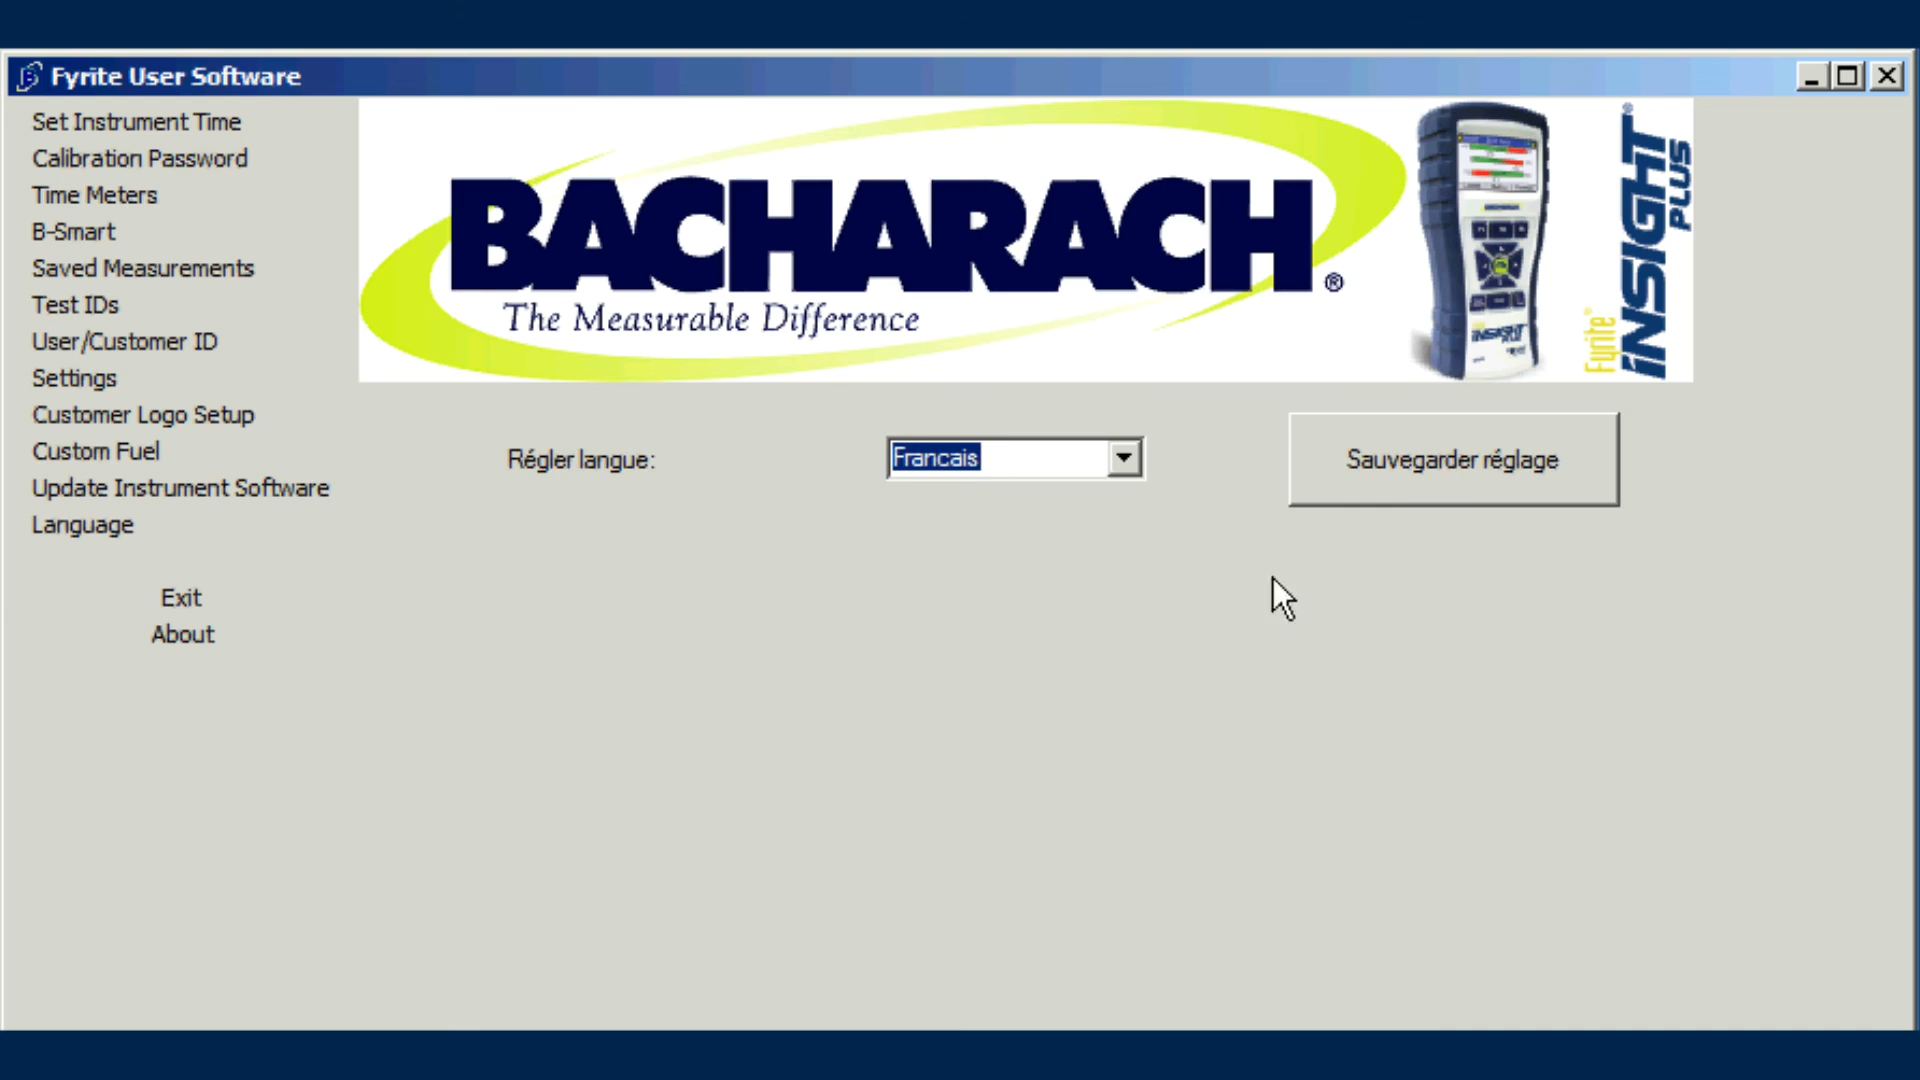 Fyrite User Software
Set Instrument Time
Calibration Password
Time Meters
B-Smart
Saved Measurements
Test IDs
User/Customer ID
Settings
Customer Logo Setup
Custom Fuel
Update Instrument Software
Language
Exit
About
BACHARACH®
The Measurable Difference
Fyrite®
INSIGHT®
PLUS
INSIGHT
PLUS
Régler langue:
Francais
Sauvegarder réglage